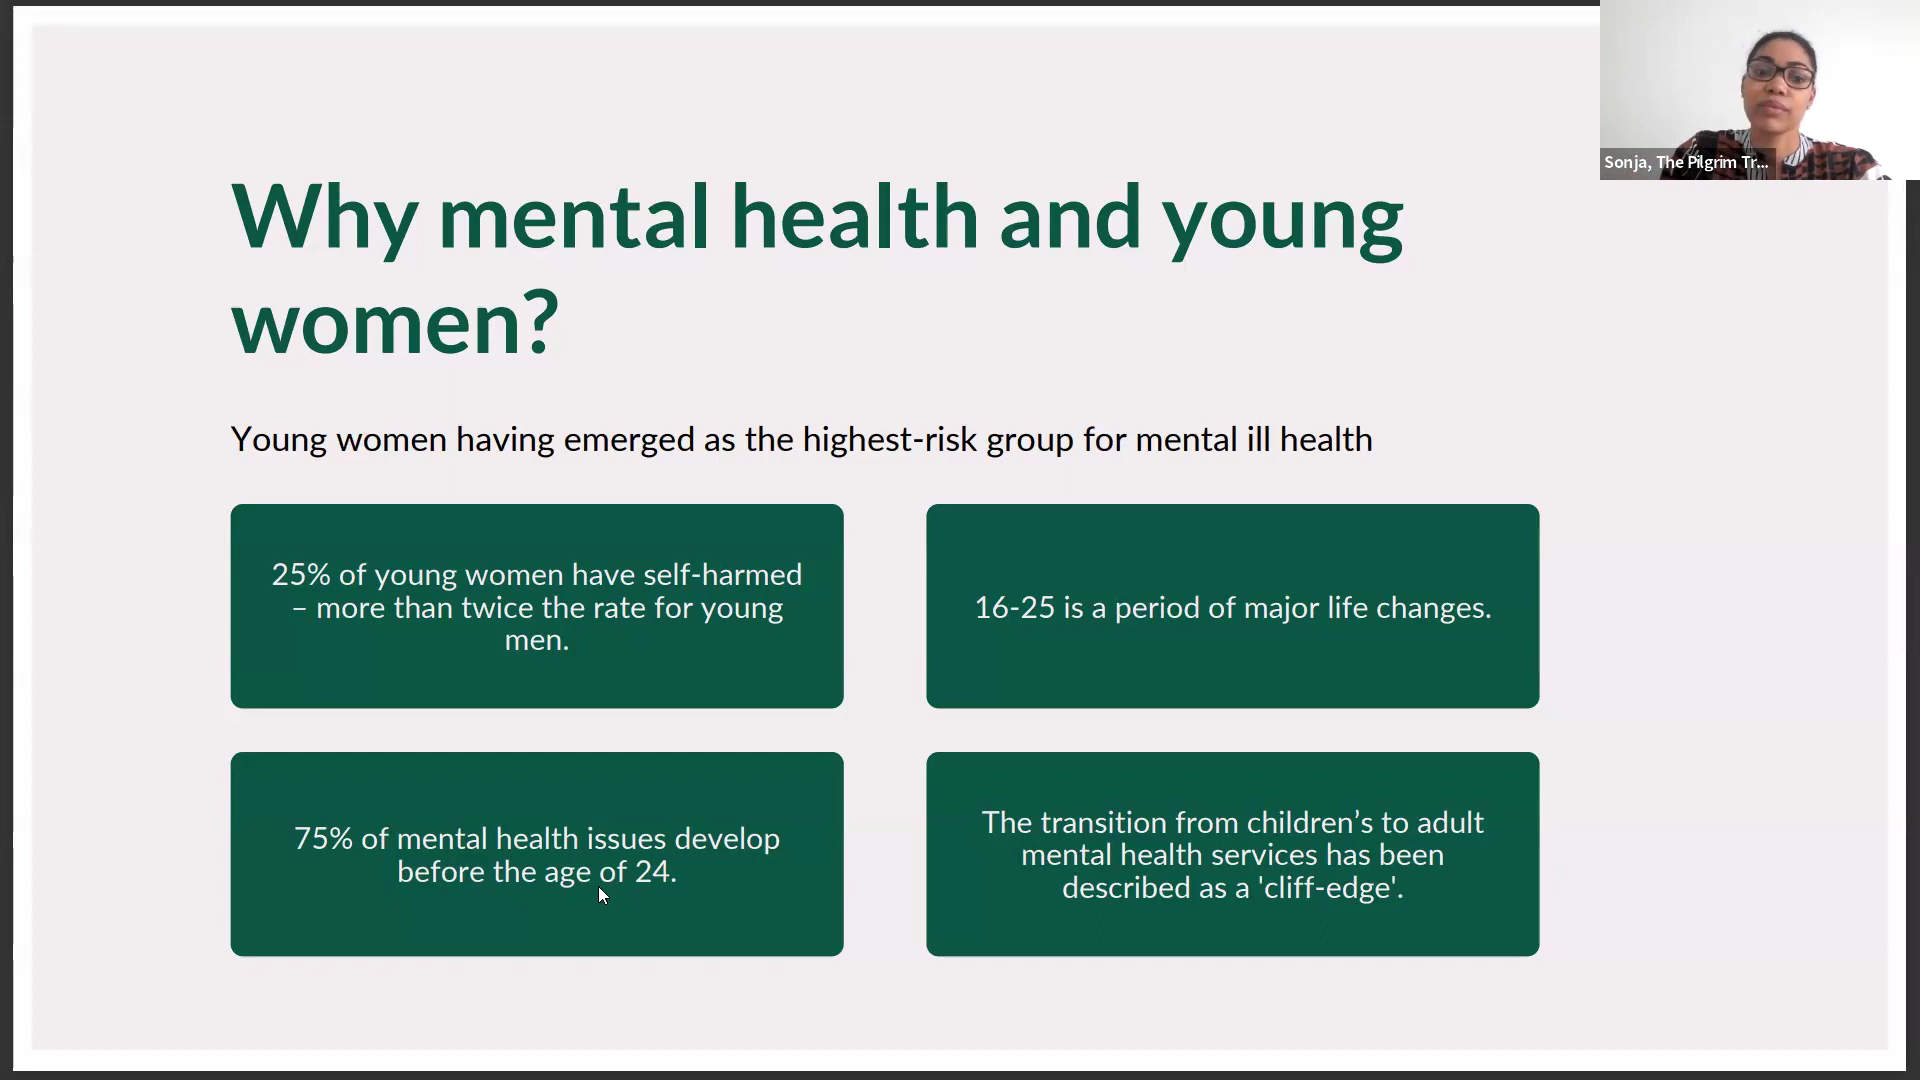 Sonja, The Pilgrim Tr...
Why mental health and young
women?
Young women having emerged as the highest-risk group for mental ill health
25% of young women have self-harmed
– more than twice the rate for young
men.
16-25 is a period of major life changes.
75% of mental health issues develop
before the age of 24.
The transition from children’s to adult
mental health services has been
described as a 'cliff-edge'.